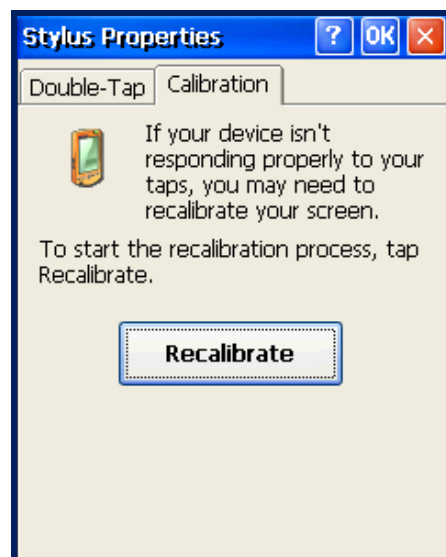 Stylus Properties ? OK ×
Double-Tap Calibration
If your device isn't
responding properly to your
taps, you may need to
recalibrate your screen.
To start the recalibration process, tap
Recalibrate.
Recalibrate